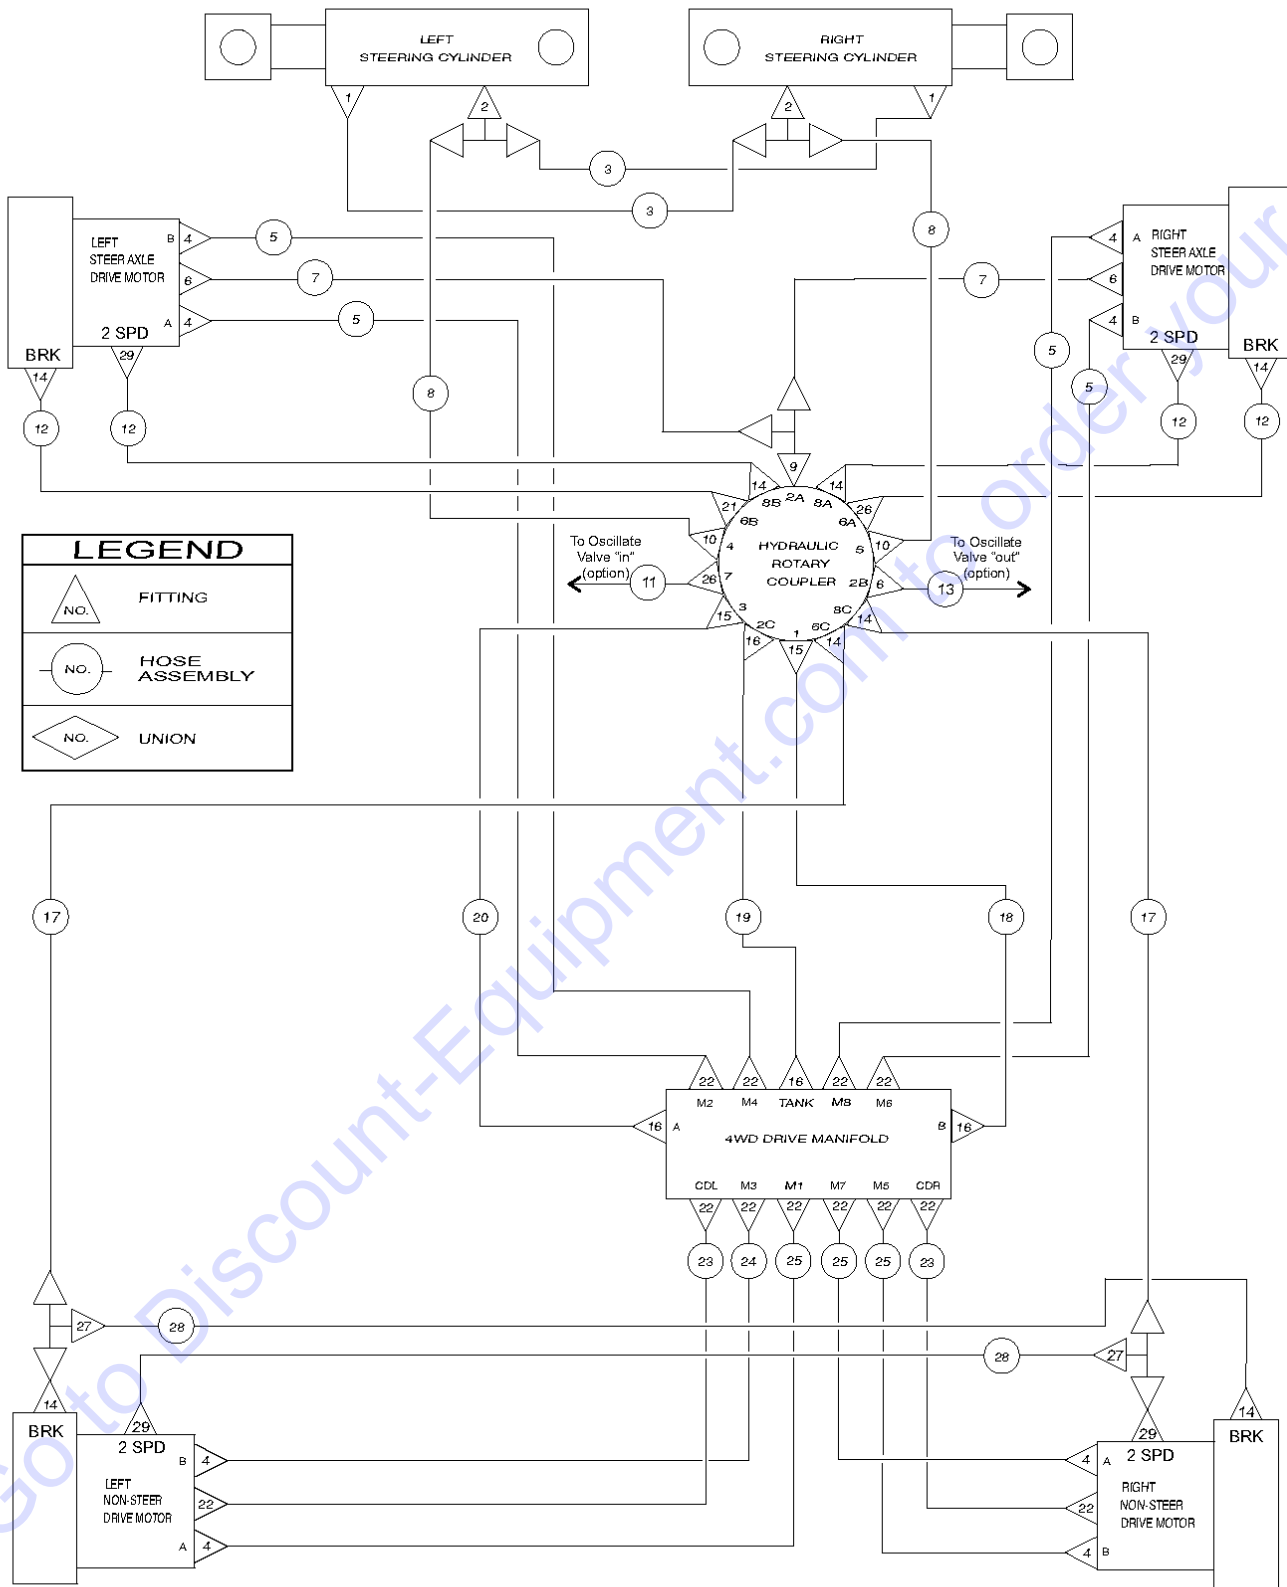 LEFT
STEERING CYLINDER
RIGHT
STEERING CYLINDER
1
2
2
1
3
3
8
8
LEFT
STEER AXLE
DRIVE MOTOR
B
4
5
6
7
A
4
5
2 SPD
BRK
29
14
12
12
RIGHT
STEER AXLE
DRIVE MOTOR
4
A
7
6
4
B
5
5
2 SPD
BRK
29
14
12
12
9
14
14
21
26
10
10
26
6
15
14
16
15
14
2A
8B
8A
6B
6A
4
5
7
2B
3
8C
2C
1
6C
HYDRAULIC
ROTARY
COUPLER
To Oscillate
Valve "in"
(option)
11
To Oscillate
Valve "out"
(option)
13
LEGEND
NO.
FITTING
NO.
HOSE
ASSEMBLY
NO.
UNION
17
20
19
18
17
22
22
16
22
22
M2
M4
TANK
M8
M6
16
A
4WD DRIVE MANIFOLD
B
16
CDL
M3
M1
M7
M5
CDR
22
22
22
22
22
22
23
24
25
25
25
23
27
28
28
27
14
29
BRK
2 SPD
B
4
LEFT
NON-STEER
DRIVE MOTOR
22
A
4
29
14
2 SPD
BRK
4
A
RIGHT
NON-STEER
DRIVE MOTOR
22
4
B
Go to Discount-Equipment.com to order your